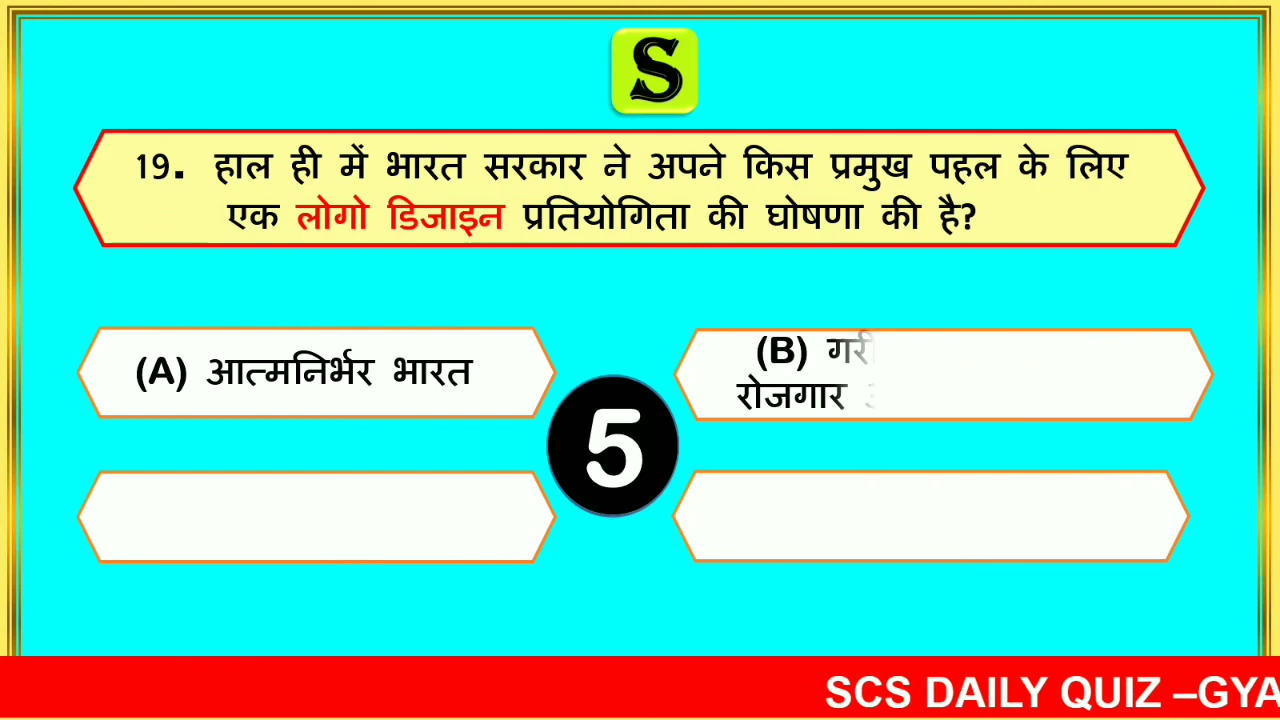 S
19. हाल ही में भारत सरकार ने अपने किस प्रमुख पहल के लिए
एक लोगो डिजाइन प्रतियोगिता की घोषणा की है?
(A) आत्मनिर्भर भारत
(B)
रोजगार
5
SCS DAILY QUIZ –GYA